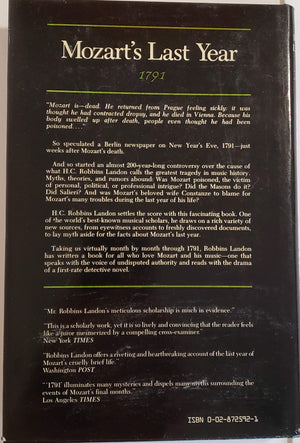 Mozart's Last Year
1791
"Mozart is—dead. He returned from Prague feeling sickly: it was
thought he had contracted dropsy, and he died in Vienna. Because his
body swelled up after death, people even thought he had been
poisoned. . . ."
So speculated a Berlin newspaper on New Year's Eve, 1791—just
weeks after Mozart's death.
And so started an almost 200-year-long controversy over the cause of
what H.C. Robbins Landon calls the greatest tragedy in music history.
Myths, theories, and rumors abound: Was Mozart poisoned, the victim
of personal, political, or professional intrigue? Did the Masons do it?
Did Salieri? And was Mozart's beloved wife Constanze to blame for
Mozart's many troubles during the last year of his life?
H.C. Robbins Landon settles the score with this fascinating book. One
of the world's best-known musical scholars, he draws on a rich variety of
new sources, from eyewitness accounts to freshly discovered documents,
to lay myth aside for the facts about Mozart's last year.
Taking us virtually month by month through 1791, Robbins Landon
has written a book for all who love Mozart and his music—one that
speaks with the voice of undisputed authority and reads with the drama
of a first-rate detective novel.
"Mr. Robbins Landon's meticulous scholarship is much in evidence."
"This is a scholarly work, yet it is so lively and convincing that the reader feels
like a juror mesmerized by a compelling cross-examiner."
New York TIMES
"Robbins Landon offers a riveting and heartbreaking account of the last year of
Mozart's cruelly brief life."
Washington POST
"'1791' illuminates many mysteries and dispels many myths surrounding the
events of Mozart's final months."
Los Angeles TIMES
ISBN 0-02-872592-1